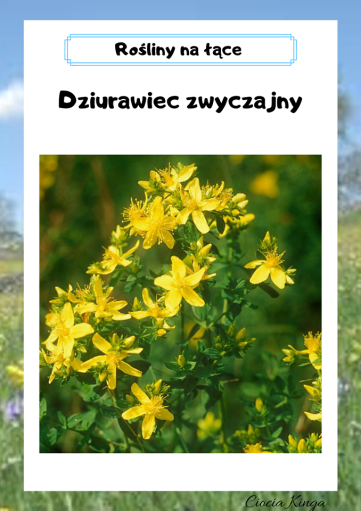 Rośliny na łące
Dziurawiec zwyczajny
Ciocia Kinga